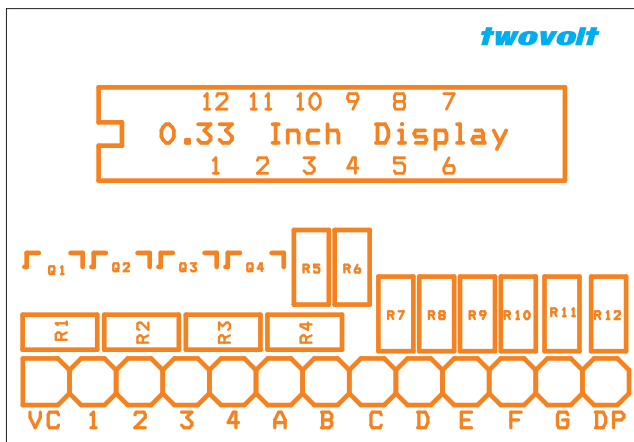 twovolt
12 11 10 9 8 7
0.33 Inch Display
1 2 3 4 5 6
Q1 Q2 Q3 Q4 R5 R6
R7 R8 R9 R10 R11 R12
R1 R2 R3 R4
VC 1 2 3 4 A B C D E F G DP